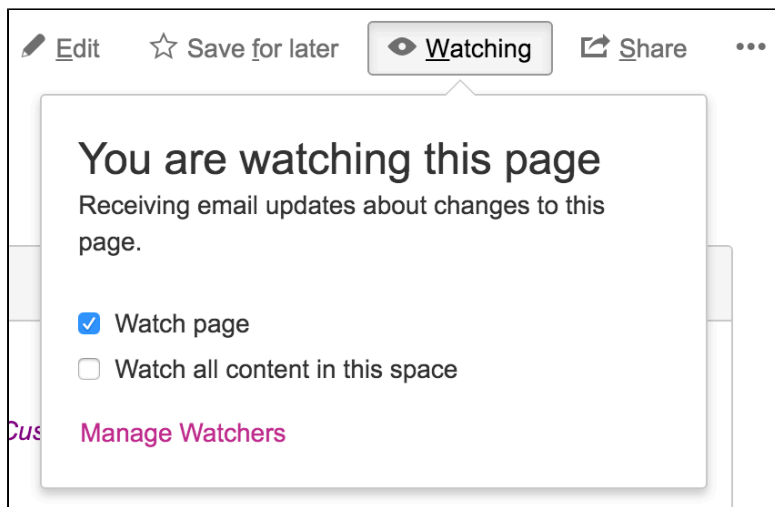 Edit Save for later Watching Share
You are watching this page
Receiving email updates about changes to this
page.
Watch page
Watch all content in this space
Cus
Manage Watchers